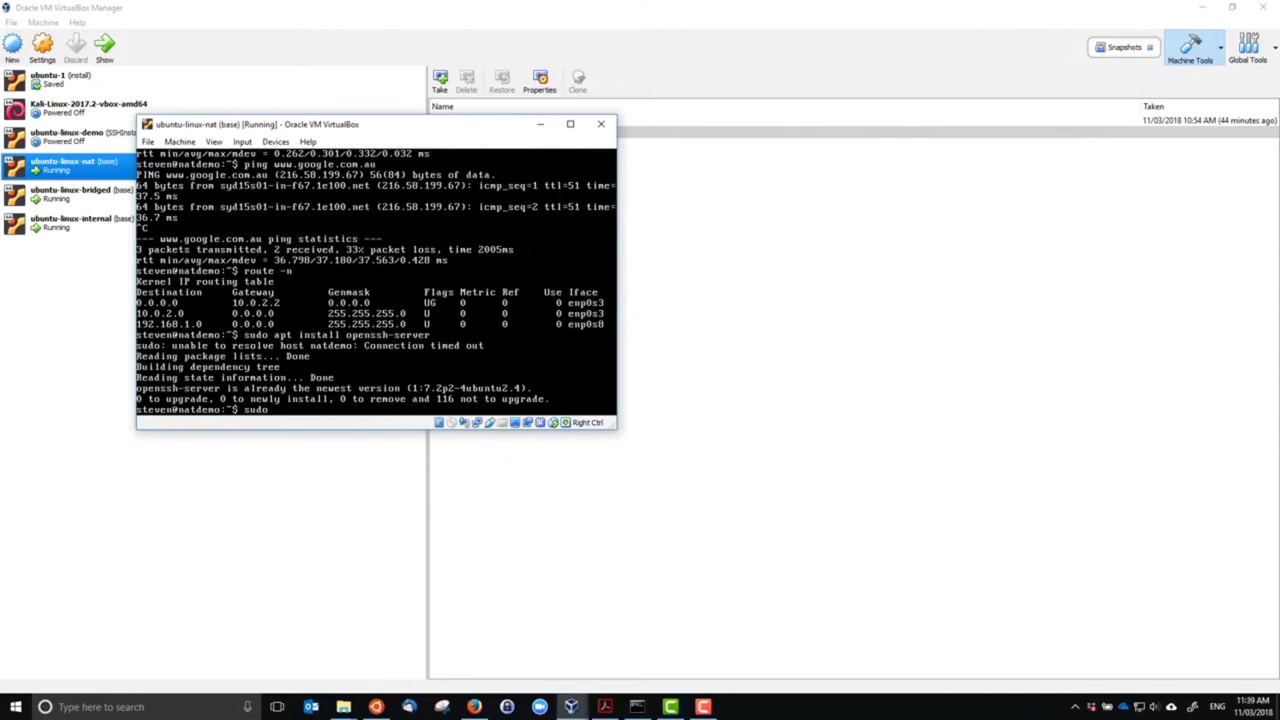 Oracle VM VirtualBox Manager
File Machine Help
New Settings Discard Show
Snapshots
Machine Tools
Global Tools
ubuntu-1 (install)
Saved
Kali-Linux-2017.2-vbox-amd64
Powered Off
ubuntu-linux-demo (SSHInsta
Powered Off
ubuntu-linux-nat (base)
Running
ubuntu-linux-bridged (base)
Running
ubuntu-linux-internal (base)
Running
Take Delete Restore Properties Clone
Name Taken
11/03/2018 10:54 AM (44 minutes ago)
ubuntu-linux-nat (base) [Running] - Oracle VM VirtualBox
File Machine View Input Devices Help
rtt min/avg/max/mdev = 0.262/0.301/0.332/0.032 ms
steven@natdemo:~$ ping www.google.com.au
PING www.google.com.au (216.58.199.67) 56(84) bytes of data.
64 bytes from syd15s01-in-f67.1e100.net (216.58.199.67): icmp_seq=1 ttl=51 time=
37.5 ms
64 bytes from syd15s01-in-f67.1e100.net (216.58.199.67): icmp_seq=2 ttl=51 time=
36.7 ms
^C
--- www.google.com.au ping statistics ---
3 packets transmitted, 2 received, 33% packet loss, time 2005ms
rtt min/avg/max/mdev = 36.798/37.180/37.563/0.428 ms
steven@natdemo:~$ route -n
Kernel IP routing table
Destination Gateway Genmask Flags Metric Ref Use Iface
0.0.0.0 10.0.2.2 0.0.0.0 UG 0 0 0 enp0s3
10.0.2.0 0.0.0.0 255.255.255.0 U 0 0 0 enp0s3
192.168.1.0 0.0.0.0 255.255.255.0 U 0 0 0 enp0s8
steven@natdemo:~$ sudo apt install openssh-server
sudo: unable to resolve host natdemo: Connection timed out
Reading package lists... Done
Building dependency tree
Reading state information... Done
openssh-server is already the newest version (1:7.2p2-4ubuntu2.4).
0 to upgrade, 0 to newly install, 0 to remove and 116 not to upgrade.
steven@natdemo:~$ sudo
Right Ctrl
Type here to search
ENG
11:39 AM
11/03/2018